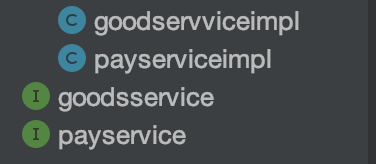 C goodservviceimpl
C payserviceimpl
I goodsservice
I payservice